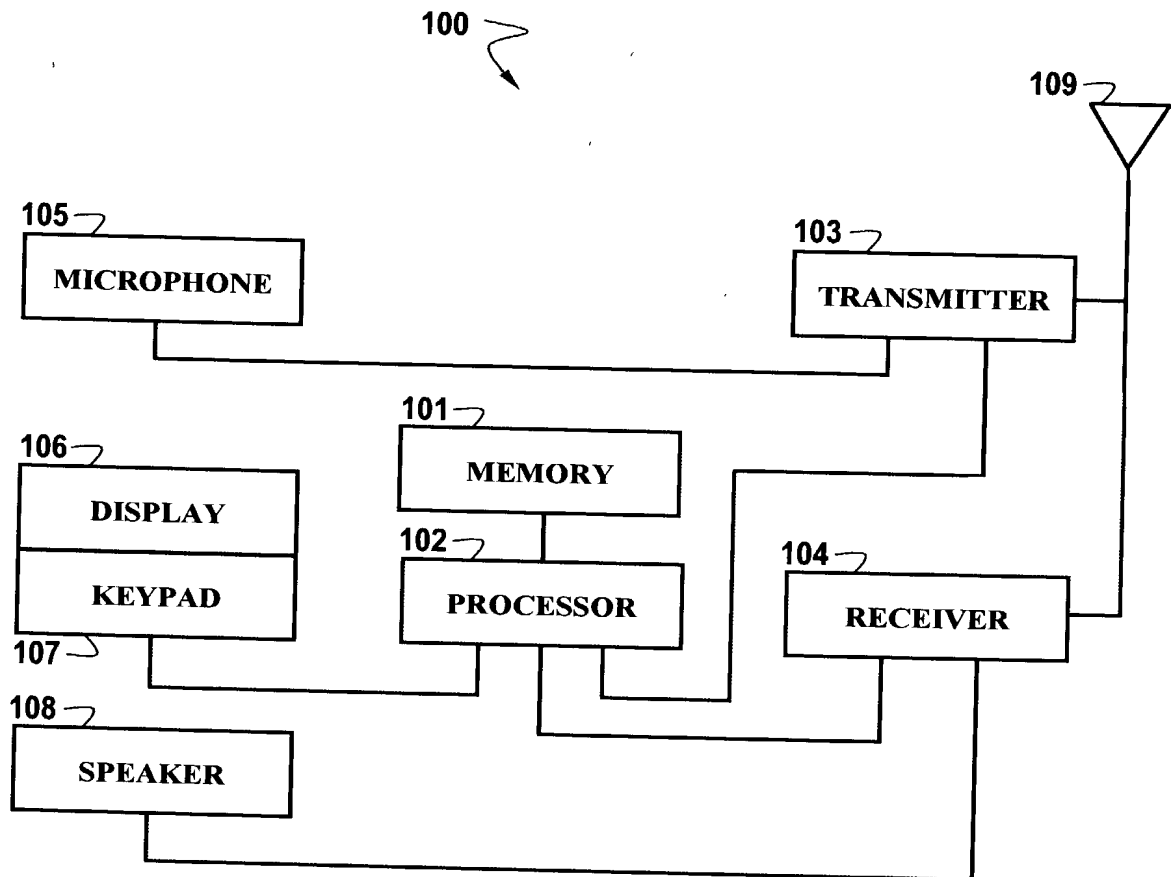 100
109
105
MICROPHONE
103
TRANSMITTER
101
MEMORY
106
DISPLAY
KEYPAD
107
102
PROCESSOR
104
RECEIVER
108
SPEAKER